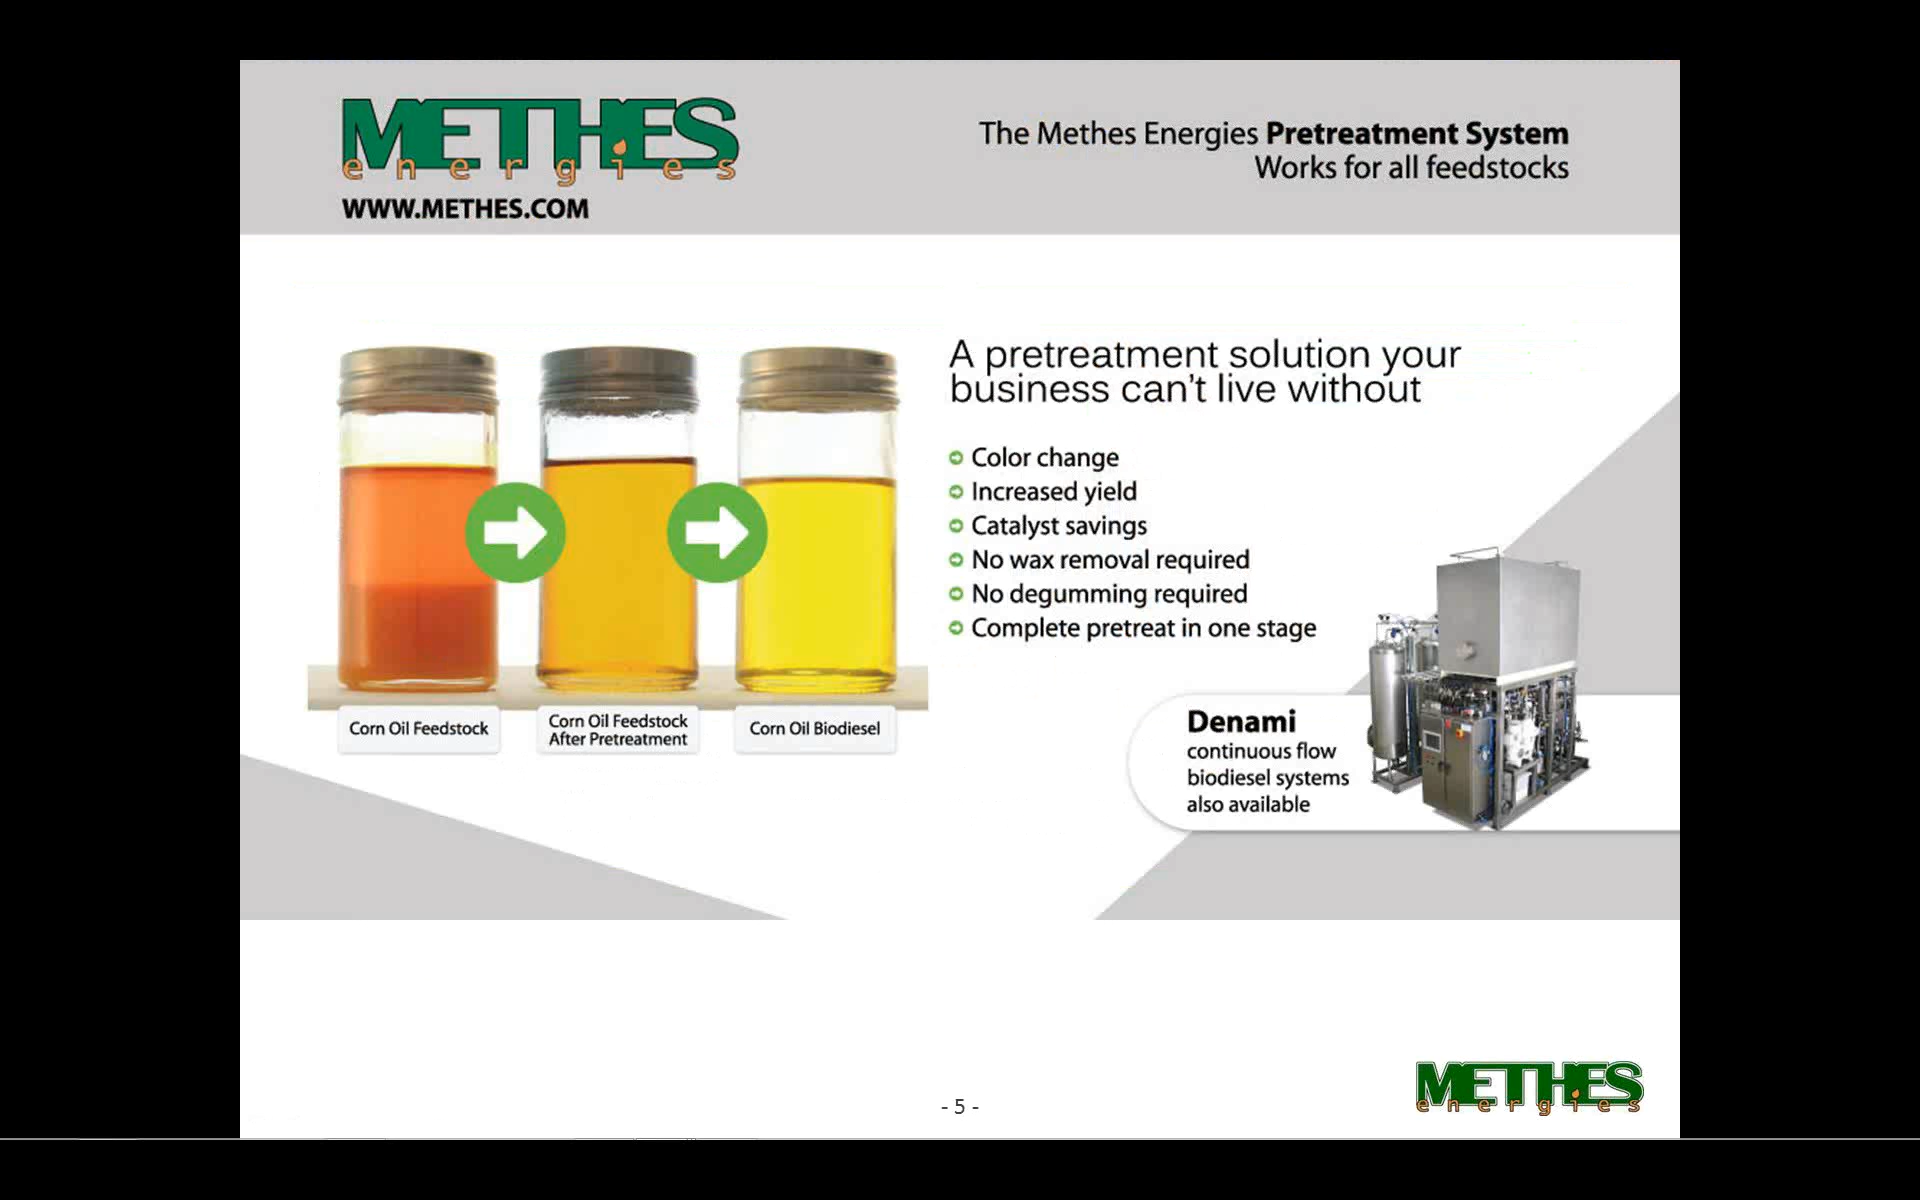 METHES
energies
WWW.METHES.COM
The Methes Energies Pretreatment System
Works for all feedstocks
A pretreatment solution your
business can't live without
Color change
Increased yield
Catalyst savings
No wax removal required
No degumming required
Complete pretreat in one stage
Corn Oil Feedstock
Corn Oil Feedstock
After Pretreatment
Corn Oil Biodiesel
Denami
continuous flow
biodiesel systems
also available
- 5 -
METHES
energies